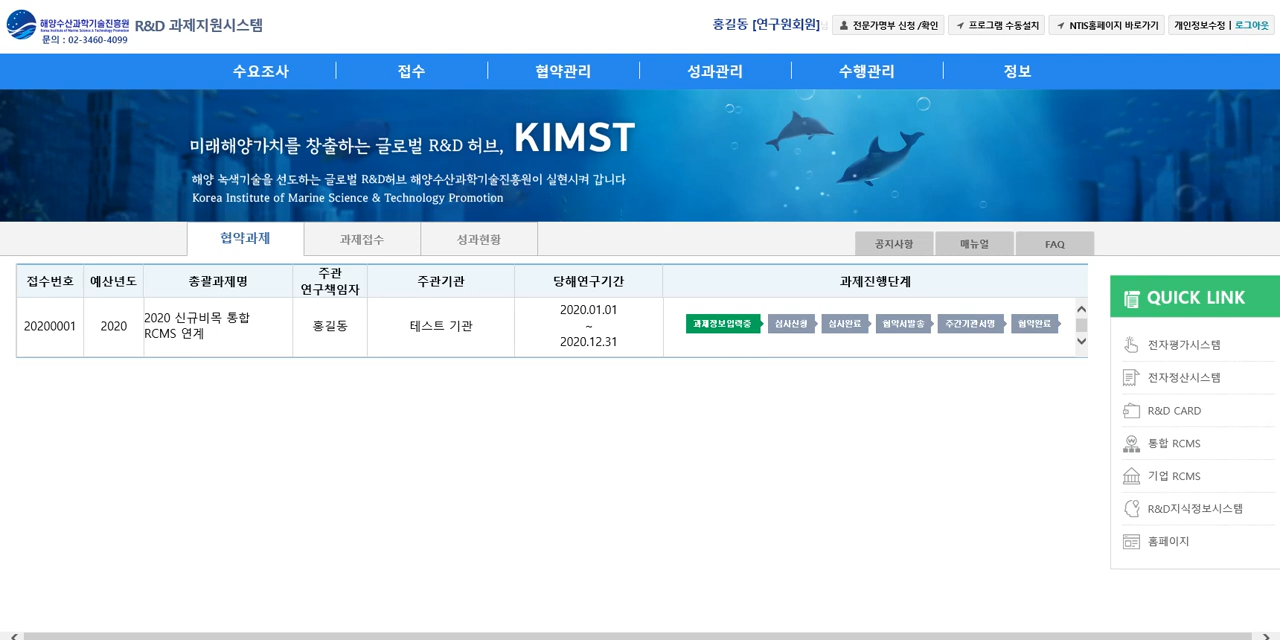 해양수산과학기술진흥원 R&D 과제지원시스템
Korea Institute of Marine Science & Technology Promotion
문의 : 02-3460-4099
홍길동 [연구원회원]님 전문가명부 신청 /확인 프로그램 수동설치 NTIS홈페이지 바로가기 개인정보수정 | 로그아웃
수요조사 접수 협약관리 성과관리 수행관리 정보
미래해양가치를 창출하는 글로벌 R&D 허브, KIMST
해양 녹색기술을 선도하는 글로벌 R&D허브 해양수산과학기술진흥원이 실현시켜 갑니다
Korea Institute of Marine Science & Technology Promotion
협약과제 과제접수 성과현황 공지사항 매뉴얼 FAQ
접수번호 예산년도 총괄과제명 주관 연구책임자 주관기관 당해연구기간 과제진행단계
20200001 2020 2020 신규비목 통합 RCMS 연계 홍길동 테스트 기관 2020.01.01 ~ 2020.12.31 과제정보입력중 심사신청 심사완료 협약서발송 주간기관서명 협약완료
QUICK LINK
전자평가시스템
전자정산시스템
R&D CARD
통합 RCMS
기업 RCMS
R&D지식정보시스템
홈페이지